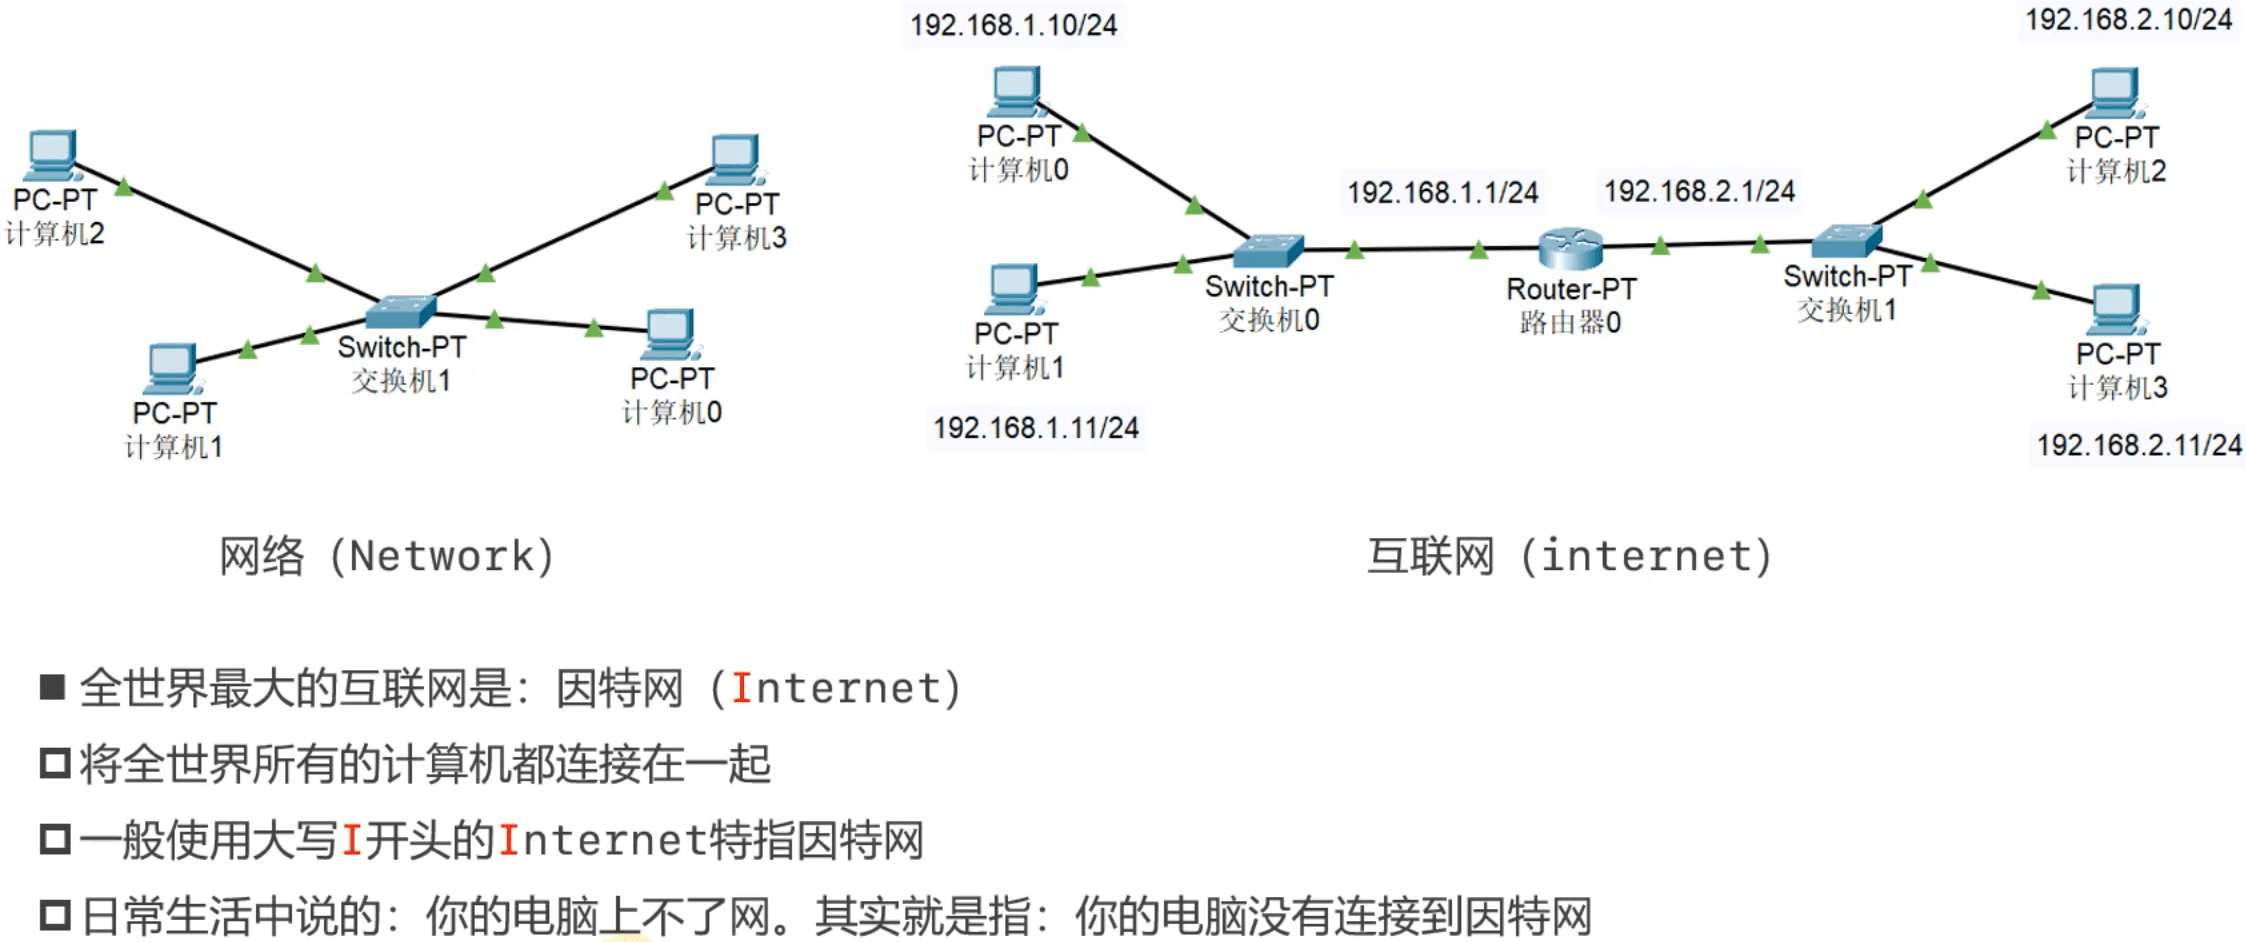 192.168.1.10/24
192.168.2.10/24
PC-PT
计算机2
PC-PT
计算机3
PC-PT
计算机1
Switch-PT
交换机1
PC-PT
计算机0
PC-PT
计算机0
PC-PT
计算机1
192.168.1.11/24
Switch-PT
交换机0
192.168.1.1/24
Router-PT
路由器0
192.168.2.1/24
Switch-PT
交换机1
PC-PT
计算机2
PC-PT
计算机3
192.168.2.11/24
网络（Network）
互联网（internet）
全世界最大的互联网是：因特网（Internet）
将全世界所有的计算机都连接在一起
一般使用大写I开头的Internet特指因特网
日常生活中说的：你的电脑上不了网。其实就是指：你的电脑没有连接到因特网